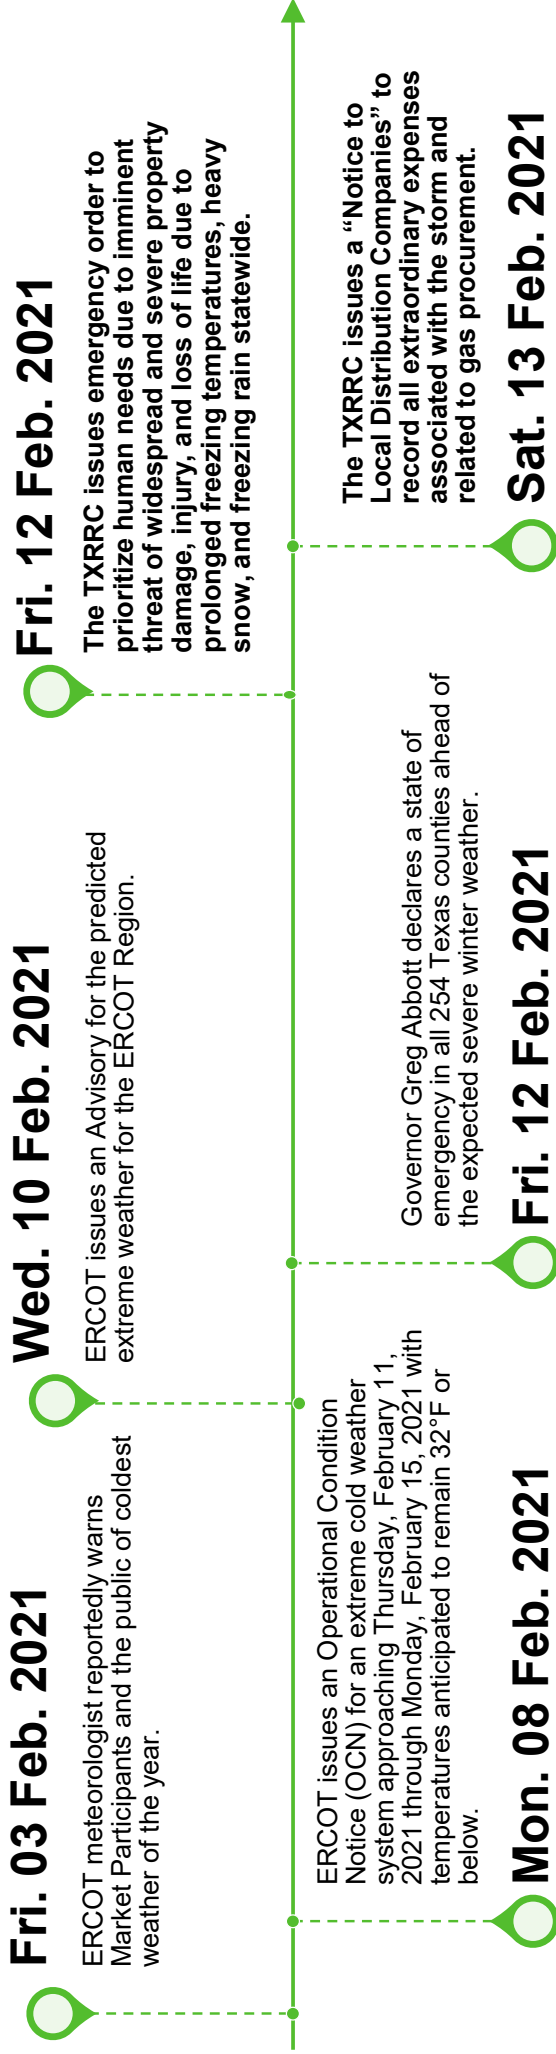 Fri. 03 Feb. 2021
ERCOT meteorologist reportedly warns
Market Participants and the public of coldest
weather of the year.
Mon. 08 Feb. 2021
ERCOT issues an Operational Condition
Notice (OCN) for an extreme cold weather
system approaching Thursday, February 11,
2021 through Monday, February 15, 2021 with
temperatures anticipated to remain 32°F or
below.
Wed. 10 Feb. 2021
ERCOT issues an Advisory for the predicted
extreme weather for the ERCOT Region.
Fri. 12 Feb. 2021
Governor Greg Abbott declares a state of
emergency in all 254 Texas counties ahead of
the expected severe winter weather.
Fri. 12 Feb. 2021
The TXRRC issues emergency order to
prioritize human needs due to imminent
threat of widespread and severe property
damage, injury, and loss of life due to
prolonged freezing temperatures, heavy
snow, and freezing rain statewide.
Sat. 13 Feb. 2021
The TXRRC issues a “Notice to
Local Distribution Companies” to
record all extraordinary expenses
associated with the storm and
related to gas procurement.